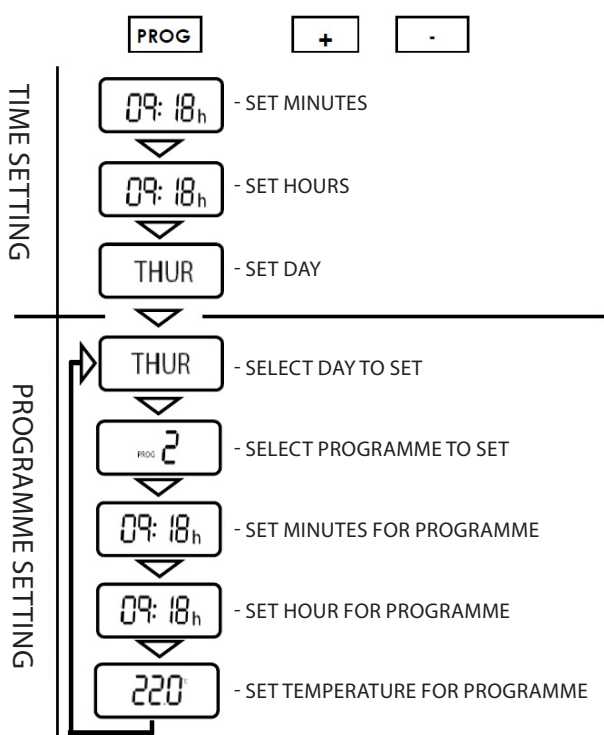 PROG + -
TIME SETTING
09:18h - SET MINUTES
09:18h - SET HOURS
THUR - SET DAY
PROGRAMME SETTING
THUR - SELECT DAY TO SET
PROG 2 - SELECT PROGRAMME TO SET
09:18h - SET MINUTES FOR PROGRAMME
09:18h - SET HOUR FOR PROGRAMME
22.0°C - SET TEMPERATURE FOR PROGRAMME